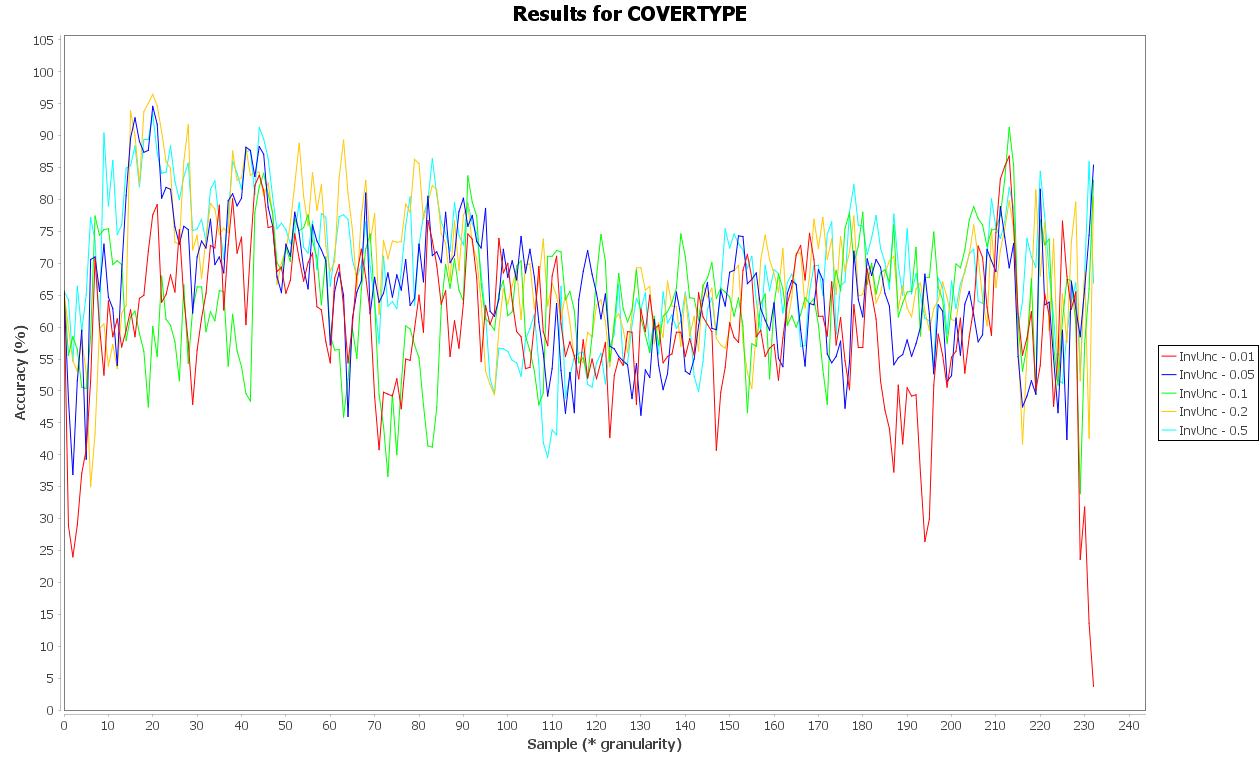 Results for COVERTYPE
105
100
95
90
85
80
75
70
65
60
55
50
45
40
35
30
25
20
15
10
5
0
Accuracy (%)
0 10 20 30 40 50 60 70 80 90 100 110 120 130 140 150 160 170 180 190 200 210 220 230 240
Sample (* granularity)
InvUnc - 0.01
InvUnc - 0.05
InvUnc - 0.1
InvUnc - 0.2
InvUnc - 0.5